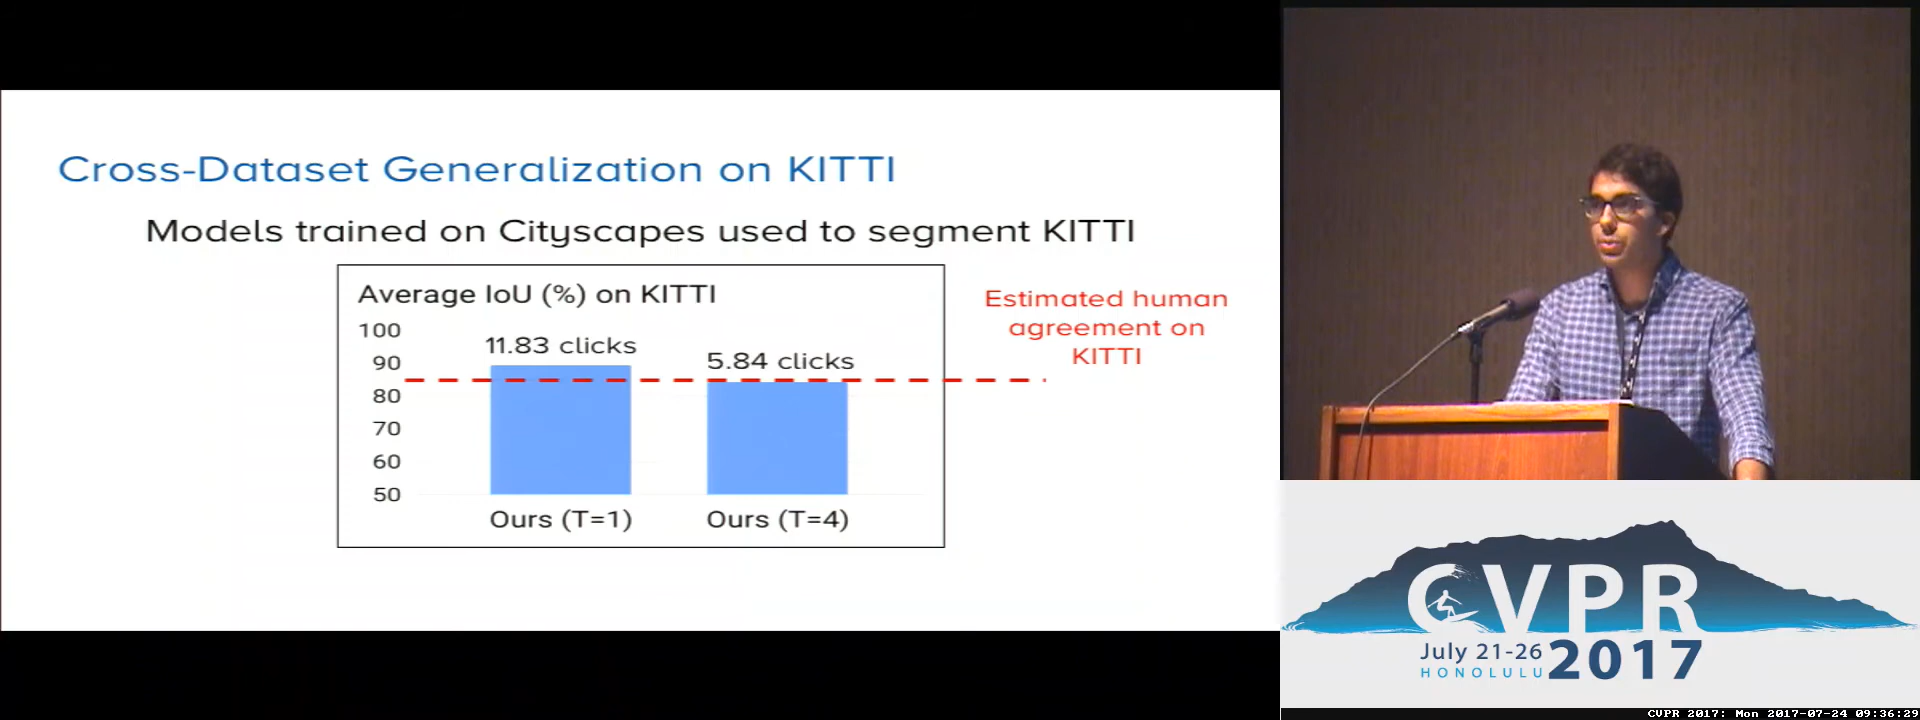 Cross-Dataset Generalization on KITTI
Models trained on Cityscapes used to segment KITTI
Average IoU (%) on KITTI
100
90
80
70
60
50
11.83 clicks
5.84 clicks
Ours (T=1)
Ours (T=4)
Estimated human
agreement on
KITTI
CVPR
July 21-26
HONOLULU
2017
CVPR 2017: Mon 2017-07-24 09:36:29